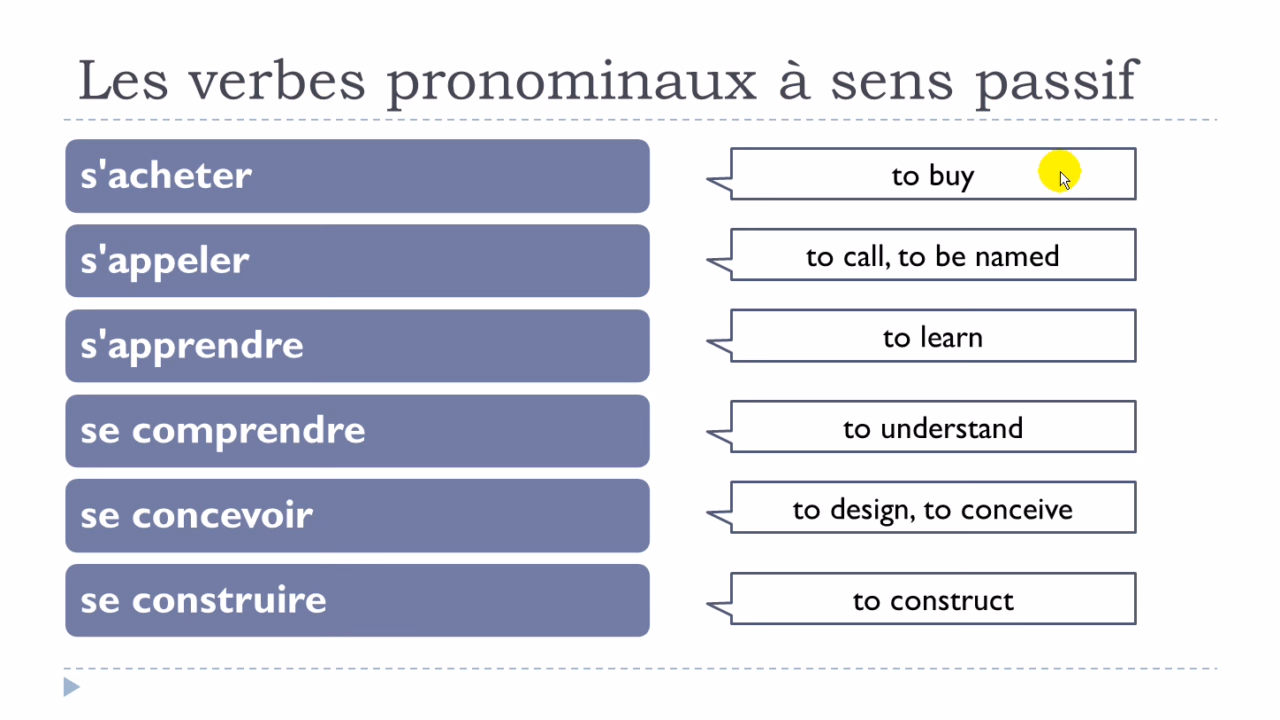 Les verbes pronominaux à sens passif
s'acheter
to buy
s'appeler
to call, to be named
s'apprendre
to learn
se comprendre
to understand
se concevoir
to design, to conceive
se construire
to construct